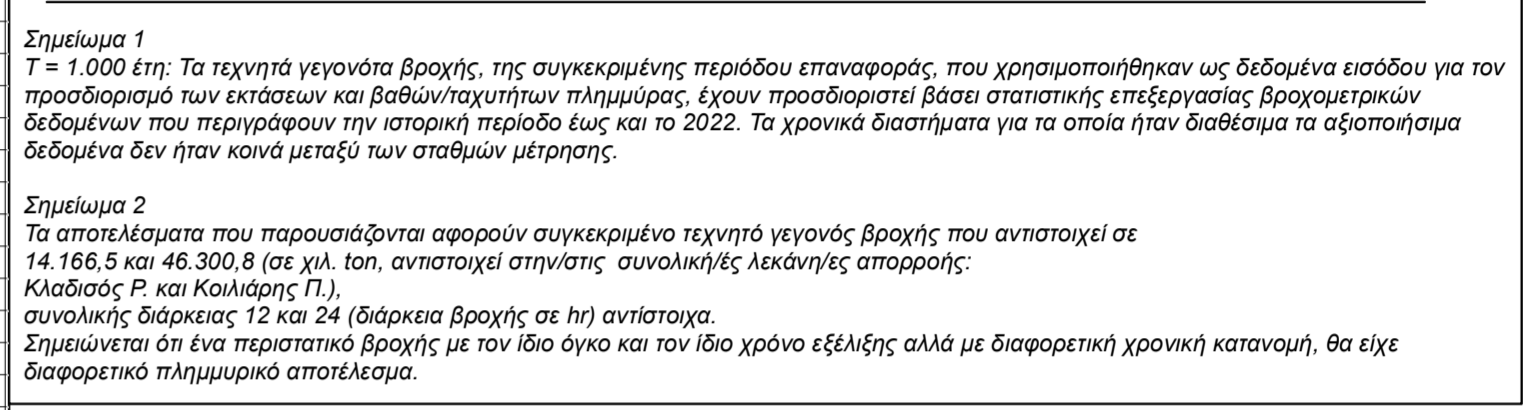 Σημείωμα 1
Τ = 1.000 έτη: Τα τεχνητά γεγονότα βροχής, της συγκεκριμένης περιόδου επαναφοράς, που χρησιμοποιήθηκαν ως δεδομένα εισόδου για τον
προσδιορισμό των εκτάσεων και βαθών/ταχυτήτων πλημμύρας, έχουν προσδιοριστεί βάσει στατιστικής επεξεργασίας βροχομετρικών
δεδομένων που περιγράφουν την ιστορική περίοδο έως και το 2022. Τα χρονικά διαστήματα για τα οποία ήταν διαθέσιμα τα αξιοποιήσιμα
δεδομένα δεν ήταν κοινά μεταξύ των σταθμών μέτρησης.
Σημείωμα 2
Τα αποτελέσματα που παρουσιάζονται αφορούν συγκεκριμένο τεχνητό γεγονός βροχής που αντιστοιχεί σε
14.166,5 και 46.300,8 (σε χιλ. ton, αντιστοιχεί στην/στις συνολική/ές λεκάνη/ες απορροής:
Κλαδισός Ρ. και Κοιλιάρης Π.),
συνολικής διάρκειας 12 και 24 (διάρκεια βροχής σε hr) αντίστοιχα.
Σημειώνεται ότι ένα περιστατικό βροχής με τον ίδιο όγκο και τον ίδιο χρόνο εξέλιξης αλλά με διαφορετική χρονική κατανομή, θα είχε
διαφορετικό πλημμυρικό αποτέλεσμα.